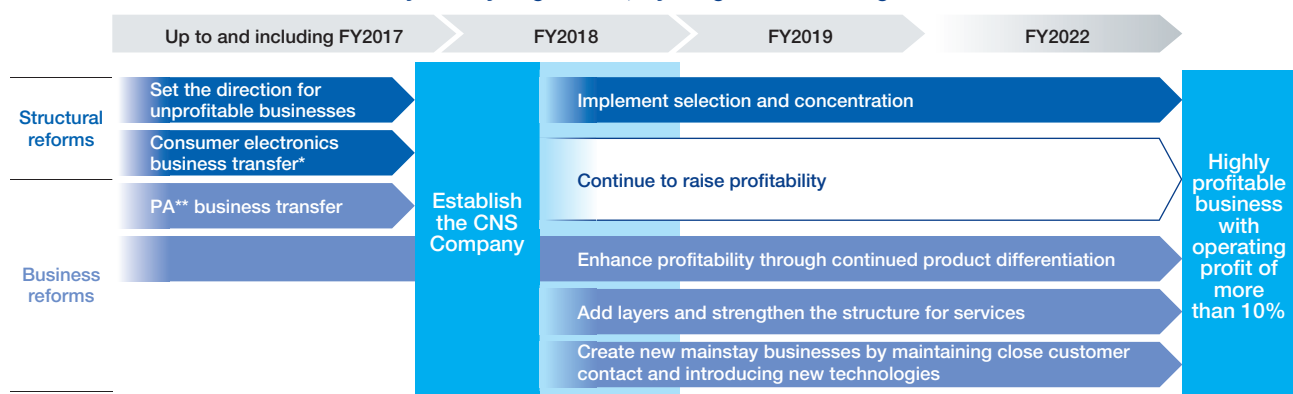 Up to and including FY2017
FY2018
FY2019
FY2022
Structural
reforms
Set the direction for
unprofitable businesses
Consumer electronics
business transfer*
Business
reforms
PA** business transfer
Establish
the CNS
Company
Implement selection and concentration
Continue to raise profitability
Enhance profitability through continued product differentiation
Add layers and strengthen the structure for services
Create new mainstay businesses by maintaining close customer
contact and introducing new technologies
Highly
profitable
business
with
operating
profit of
more
than 10%